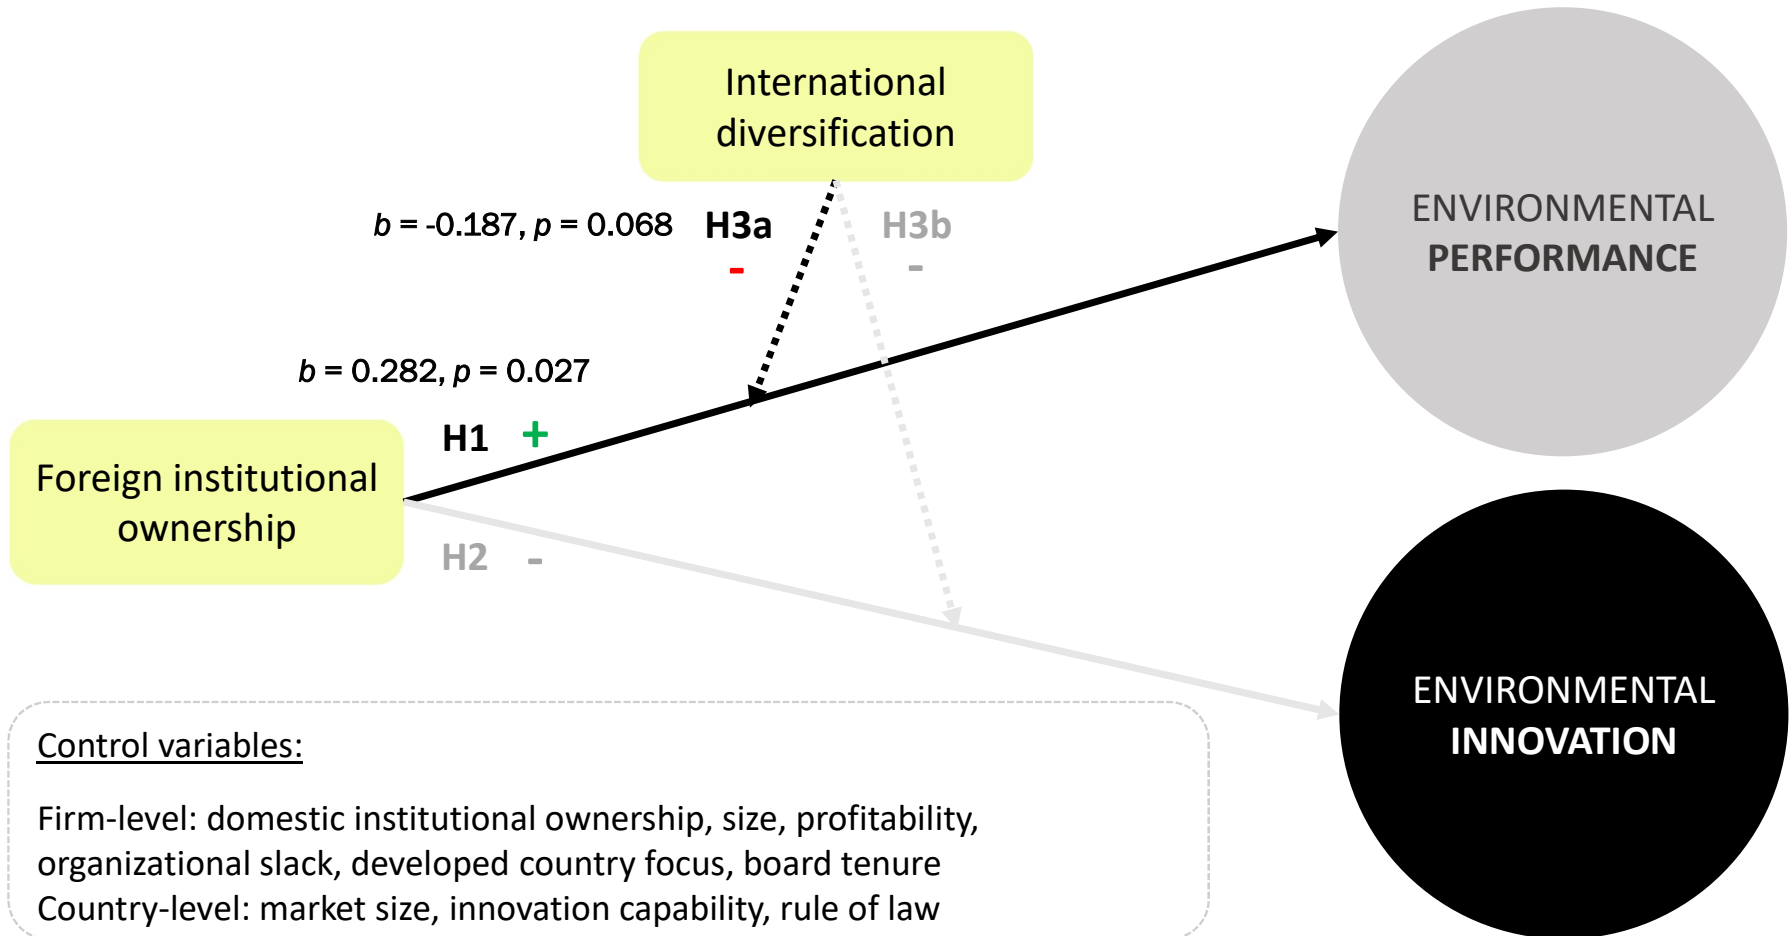 International
diversification
b = -0.187, p = 0.068
H3a
H3b
-
-
ENVIRONMENTAL
PERFORMANCE
b = 0.282, p = 0.027
H1 +
Foreign institutional
ownership
H2 -
ENVIRONMENTAL
INNOVATION
Control variables:
Firm-level: domestic institutional ownership, size, profitability,
organizational slack, developed country focus, board tenure
Country-level: market size, innovation capability, rule of law